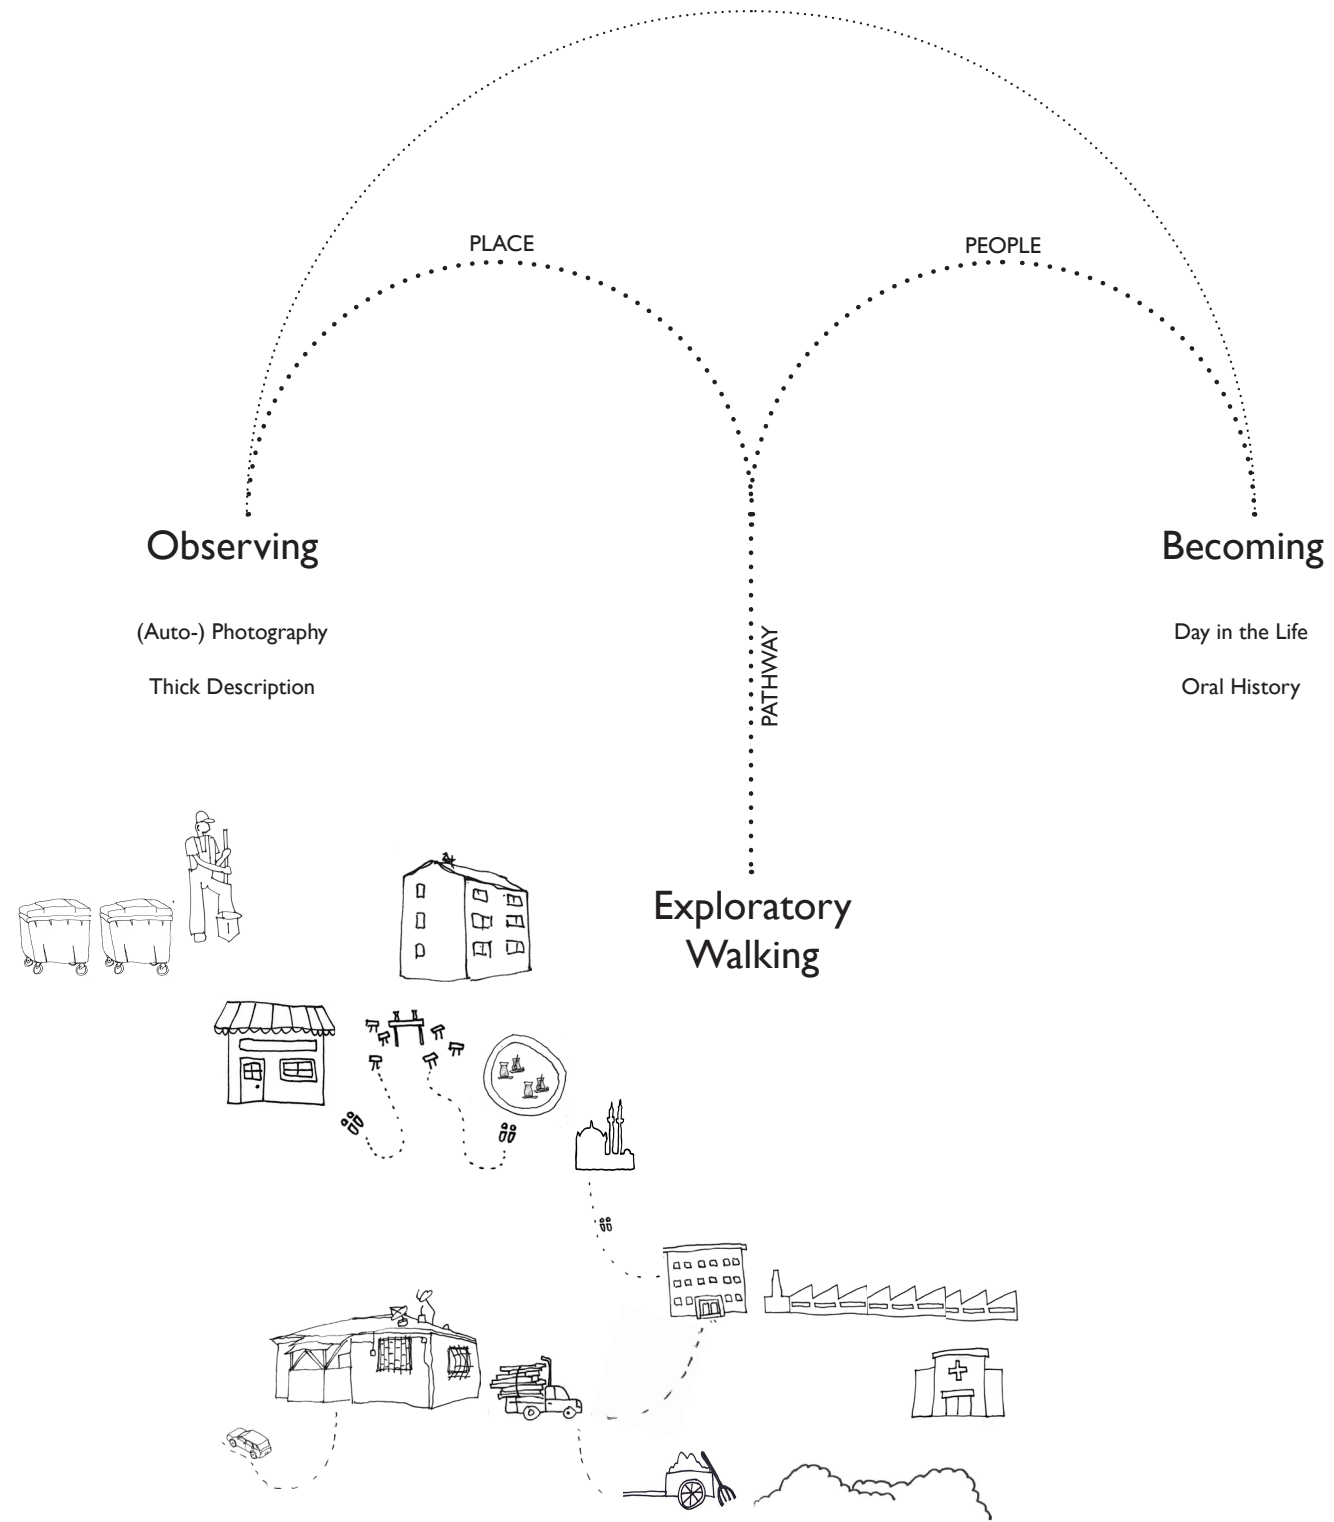 PLACE
PEOPLE
Observing
Becoming
(Auto-) Photography
Day in the Life
Thick Description
Oral History
PATHWAY
Exploratory
Walking